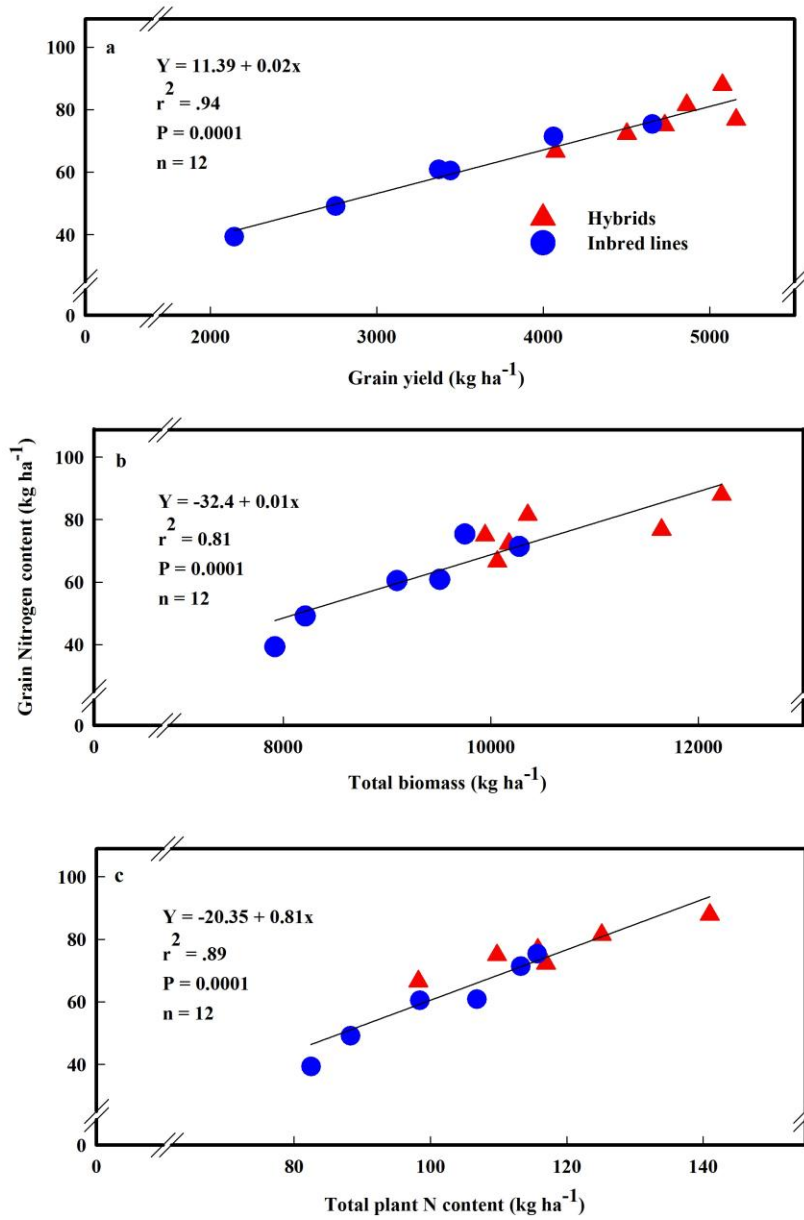 a
Y = 11.39 + 0.02x
r² = .94
P = 0.0001
n = 12
Hybrids
Inbred lines
100
80
60
40
0
0 2000 3000 4000 5000
Grain yield (kg ha⁻¹)
Grain Nitrogen content (kg ha⁻¹)
b
Y = -32.4 + 0.01x
r² = 0.81
P = 0.0001
n = 12
100
80
60
40
0
0 8000 10000 12000
Total biomass (kg ha⁻¹)
c
Y = -20.35 + 0.81x
r² = .89
P = 0.0001
n = 12
100
80
60
40
0
0 80 100 120 140
Total plant N content (kg ha⁻¹)